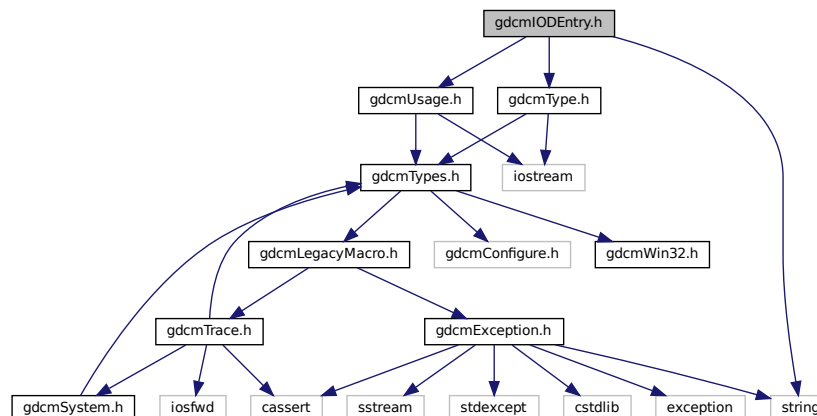 gdcmIODEntry.h
gdcmUsage.h
gdcmType.h
gdcmTypes.h
iostream
gdcmLegacyMacro.h
gdcmConfigure.h
gdcmWin32.h
gdcmTrace.h
gdcmException.h
gdcmSystem.h
iosfwd
cassert
sstream
stdexcept
cstdlib
exception
string